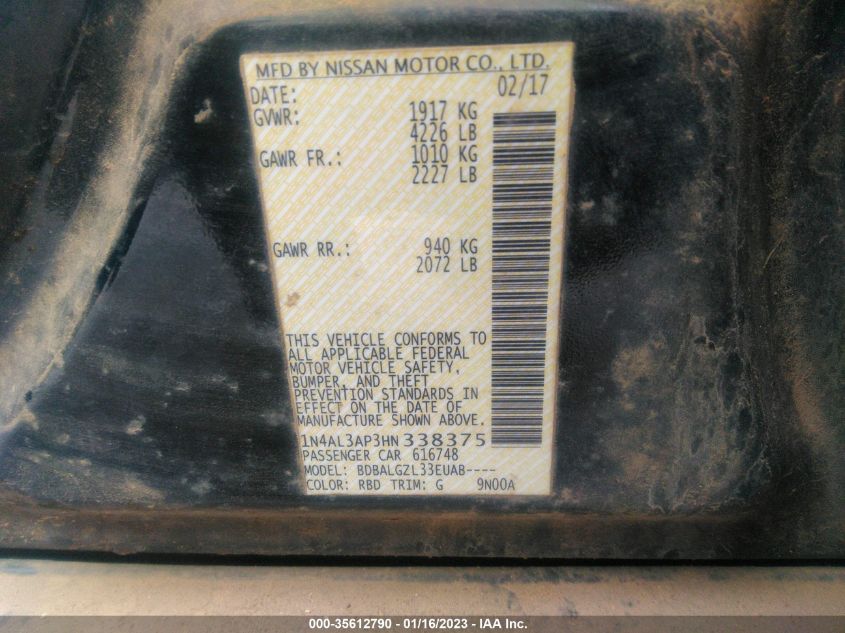 MFD BY NISSAN MOTOR CO., LTD.
DATE: 02/17
GVWR: 1917 KG
4226 LB
GAWR FR.: 1010 KG
2227 LB
GAWR RR.: 940 KG
2072 LB
THIS VEHICLE CONFORMS TO
ALL APPLICABLE FEDERAL
MOTOR VEHICLE SAFETY,
BUMPER, AND THEFT
PREVENTION STANDARDS IN
EFFECT ON THE DATE OF
MANUFACTURE SHOWN ABOVE.
1N4AL3AP3HN338375
PASSENGER CAR 616748
MODEL: BDBALGZL33EUAB----
COLOR: RBD TRIM: G 9N00A
000-35612790 - 01/16/2023 - IAA Inc.